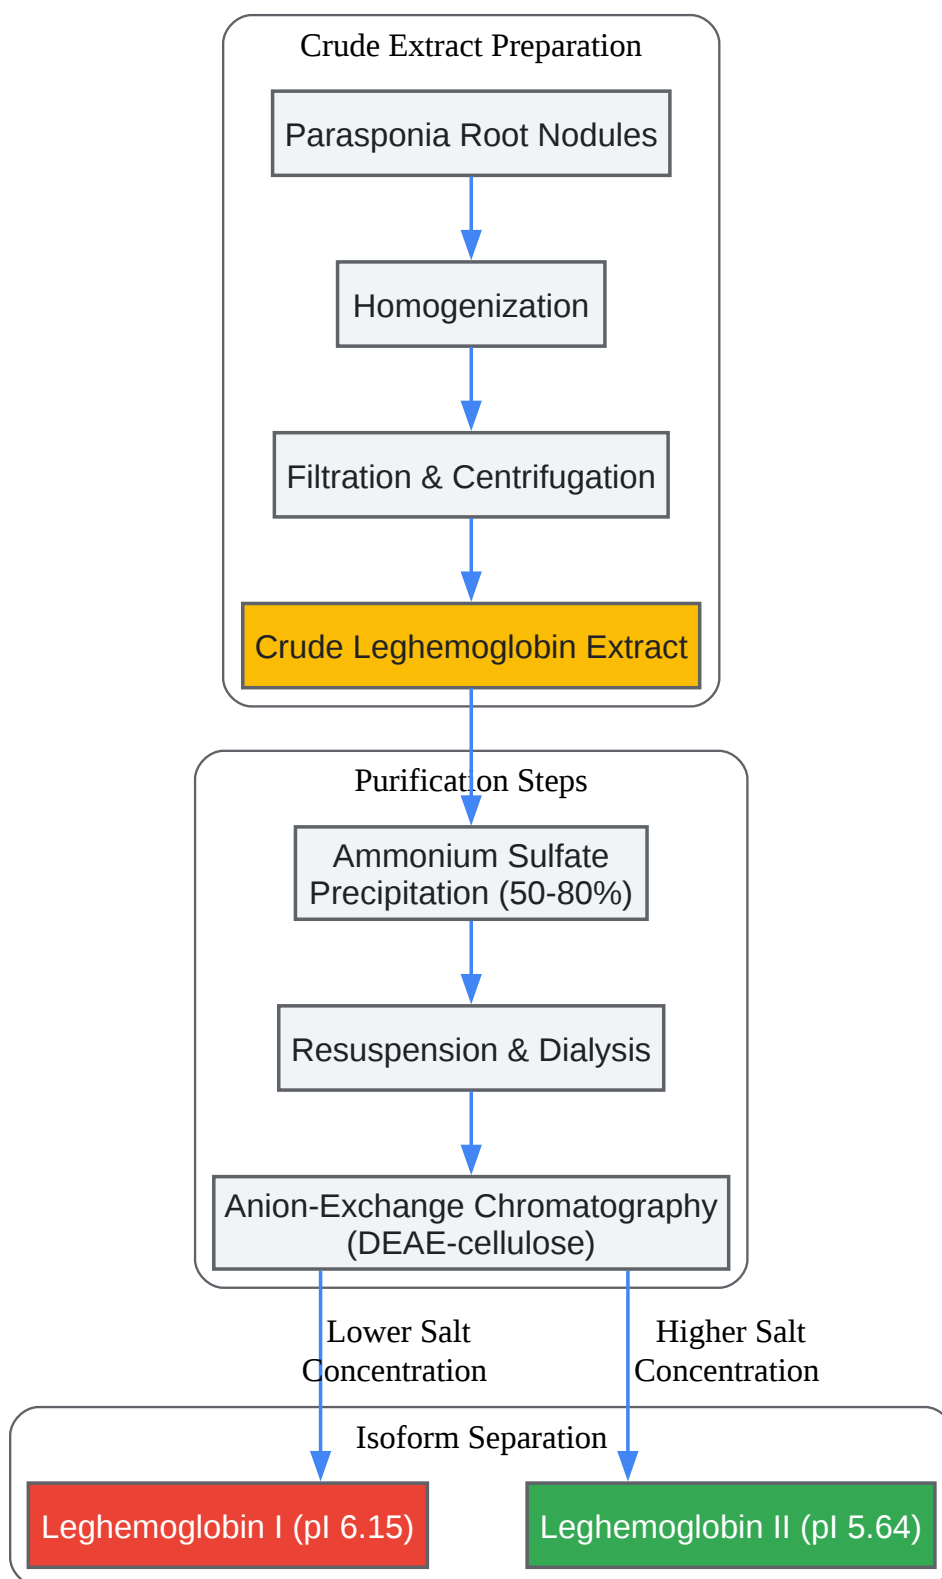 Crude Extract Preparation
Parasponia Root Nodules
Homogenization
Filtration & Centrifugation
Crude Leghemoglobin Extract
Purification Steps
Ammonium Sulfate
Precipitation (50-80%)
Resuspension & Dialysis
Anion-Exchange Chromatography
(DEAE-cellulose)
Lower Salt
Concentration
Higher Salt
Concentration
Isoform Separation
Leghemoglobin I (pI 6.15)
Leghemoglobin II (pI 5.64)